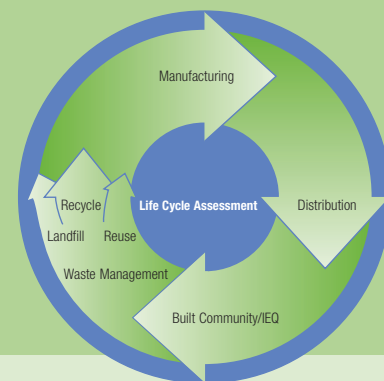 Manufacturing
Recycle
Life Cycle Assessment
Distribution
Landfill
Reuse
Waste Management
Built Community/IEQ